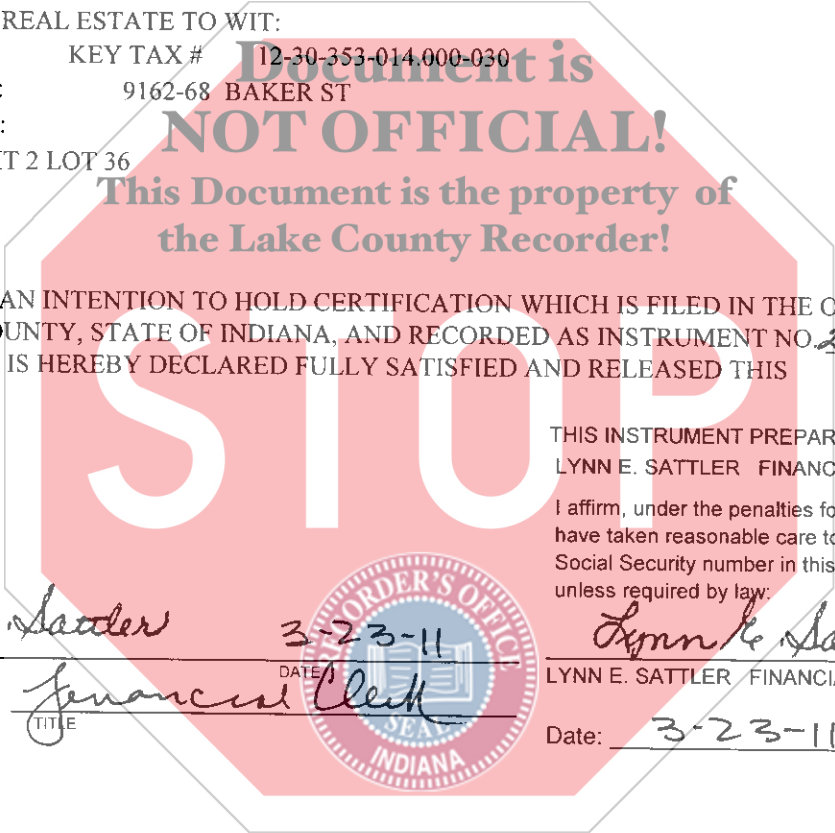 REAL ESTATE TO WIT:
KEY TAX # 12-30-353-014.000-030
Document is
9162-68 BAKER ST
NOT OFFICIAL!
T 2 LOT 36
This Document is the property of
the Lake County Recorder!
AN INTENTION TO HOLD CERTIFICATION WHICH IS FILED IN THE
OUNTY, STATE OF INDIANA, AND RECORDED AS INSTRUMENT NO.
IS HEREBY DECLARED FULLY SATISFIED AND RELEASED THIS
STOP
THIS INSTRUMENT PREPAR
LYNN E. SATTLER FINANC
I affirm, under the penalties fo
have taken reasonable care to
Social Security number in this
unless required by law:
RECORDER'S OFFICE
Sattler 3-23-11
Lynn E Sa
DATE
LYNN E. SATTLER FINANCI
Financial Clerk
TITLE
SEAL
INDIANA
Date: 3-23-11